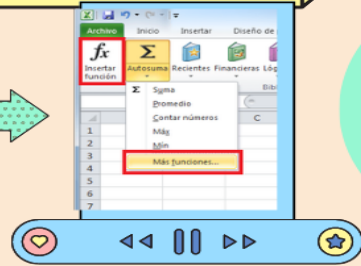 Archivo Inicio Insertar Diseño de
fx Σ
Insertar función Autosuma Recientes Financieras Lóg
Σ Suma
Promedio
Contar números
Máx
Mín
Más funciones...
C
1
2
3
4
5
6
7